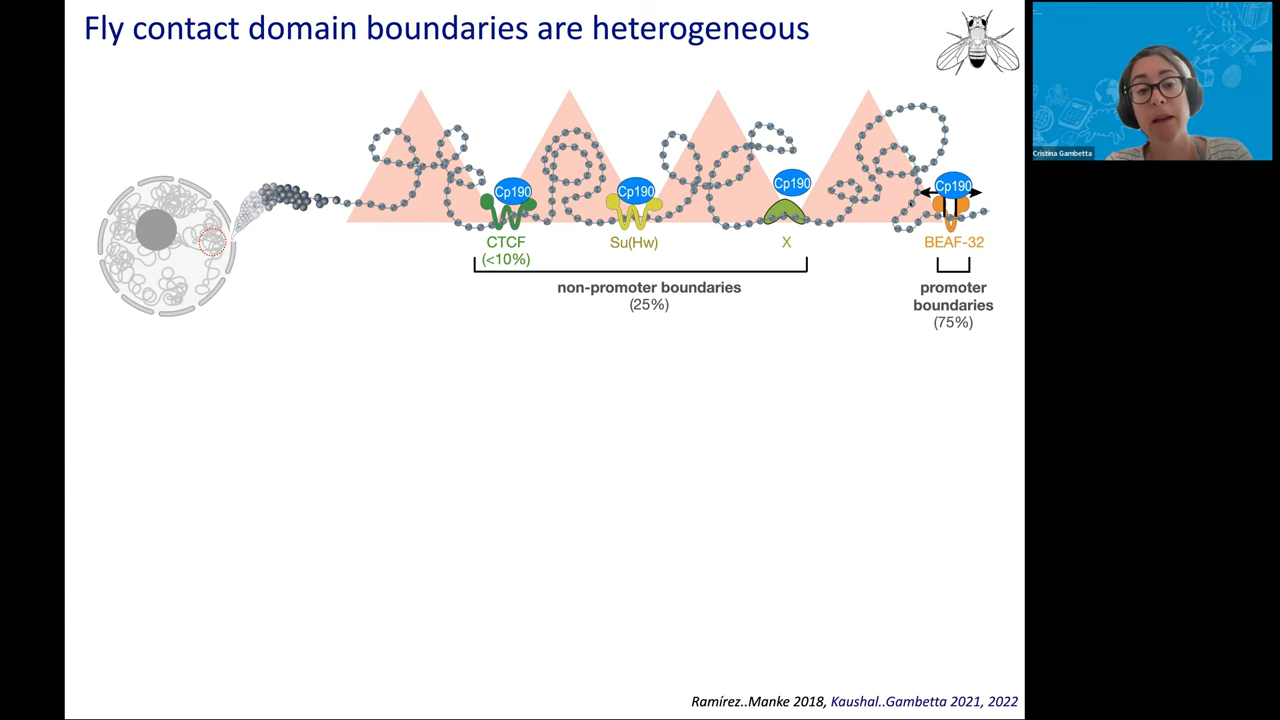 Fly contact domain boundaries are heterogeneous
Cristina Gambetta
Cp190
Cp190
Cp190
Cp190
CTCF
(<10%)
Su(Hw)
X
BEAF-32
non-promoter boundaries
(25%)
promoter
boundaries
(75%)
Ramírez..Manke 2018, Kaushal..Gambetta 2021, 2022